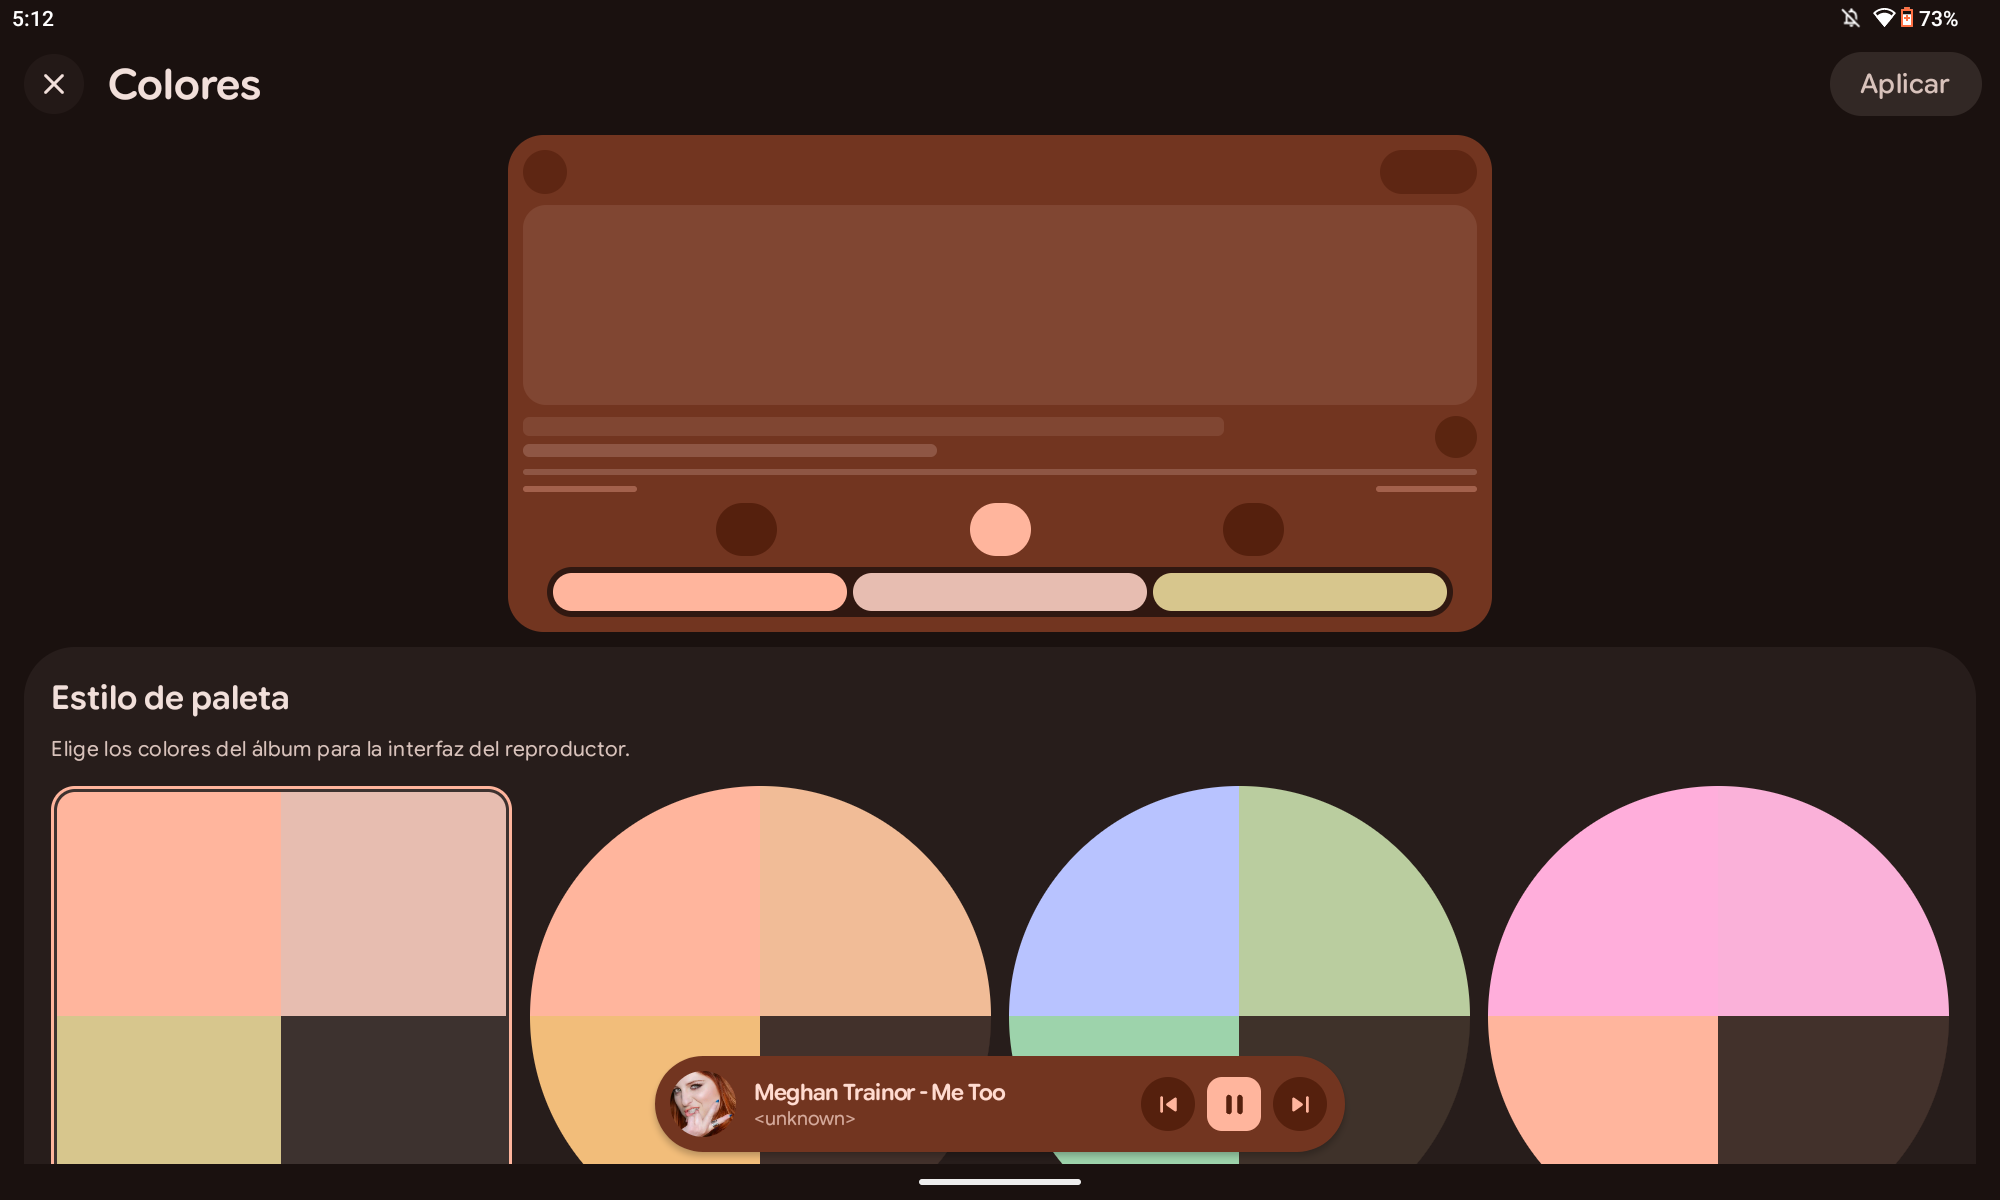 5:12
73%
Colores
Aplicar
Estilo de paleta
Elige los colores del álbum para la interfaz del reproductor.
Meghan Trainor - Me Too
<unknown>